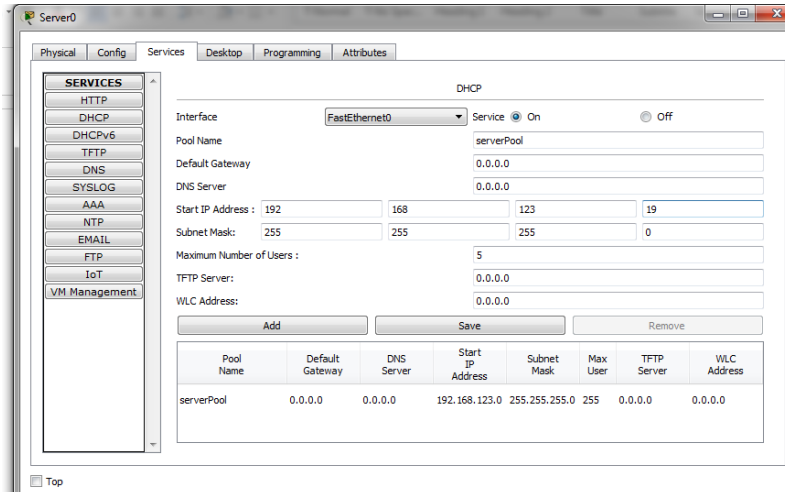 Server0
Physical Config Services Desktop Programming Attributes
SERVICES
HTTP
DHCP
DHCPv6
TFTP
DNS
SYSLOG
AAA
NTP
EMAIL
FTP
IoT
VM Management
DHCP
Interface FastEthernet0 Service On Off
Pool Name serverPool
Default Gateway 0.0.0.0
DNS Server 0.0.0.0
Start IP Address : 192 168 123 19
Subnet Mask: 255 255 255 0
Maximum Number of Users : 5
TFTP Server: 0.0.0.0
WLC Address: 0.0.0.0
Add Save Remove
Pool Name Default Gateway DNS Server Start IP Address Subnet Mask Max User TFTP Server WLC Address
serverPool 0.0.0.0 0.0.0.0 192.168.123.0 255.255.255.0 255 0.0.0.0 0.0.0.0
Top